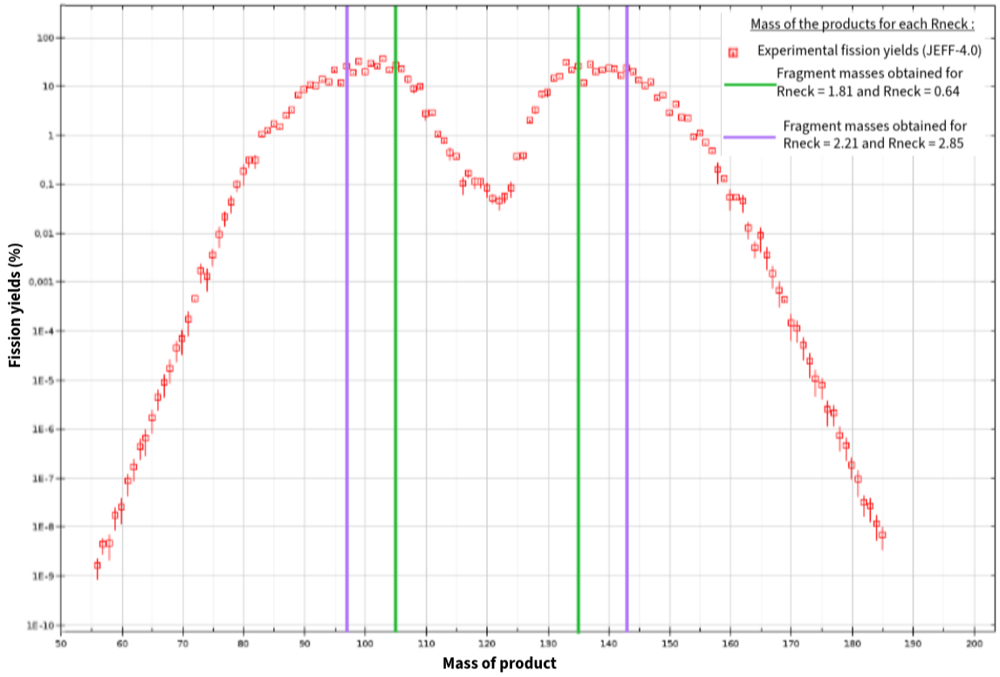 Mass of the products for each Rneck :
Experimental fission yields (JEFF-4.0)
Fragment masses obtained for
Rneck = 1.81 and Rneck = 0.64
Fragment masses obtained for
Rneck = 2.21 and Rneck = 2.85
Fission yields (%)
100
10
1
0,1
0,01
0,001
1E-4
1E-5
1E-6
1E-7
1E-8
1E-9
1E-10
50 60 70 80 90 100 110 120 130 140 150 160 170 180 190 200
Mass of product